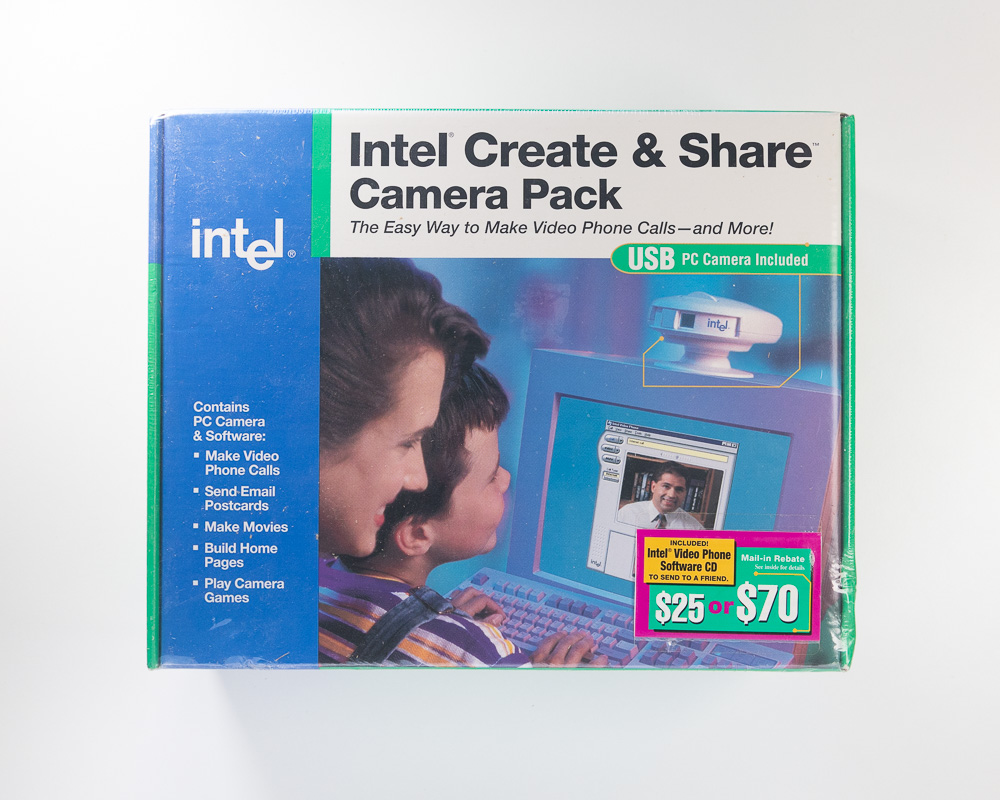 Intel® Create & Share™
Camera Pack
The Easy Way to Make Video Phone Calls—and More!
USB PC Camera Included
intel®
intel
Contains
PC Camera
& Software:
▪ Make Video
Phone Calls
▪ Send Email
Postcards
▪ Make Movies
▪ Build Home
Pages
▪ Play Camera
Games
intel
INCLUDED!
Intel® Video Phone
Software CD
TO SEND TO A FRIEND.
Mail-in Rebate
See inside for details
$25 or $70